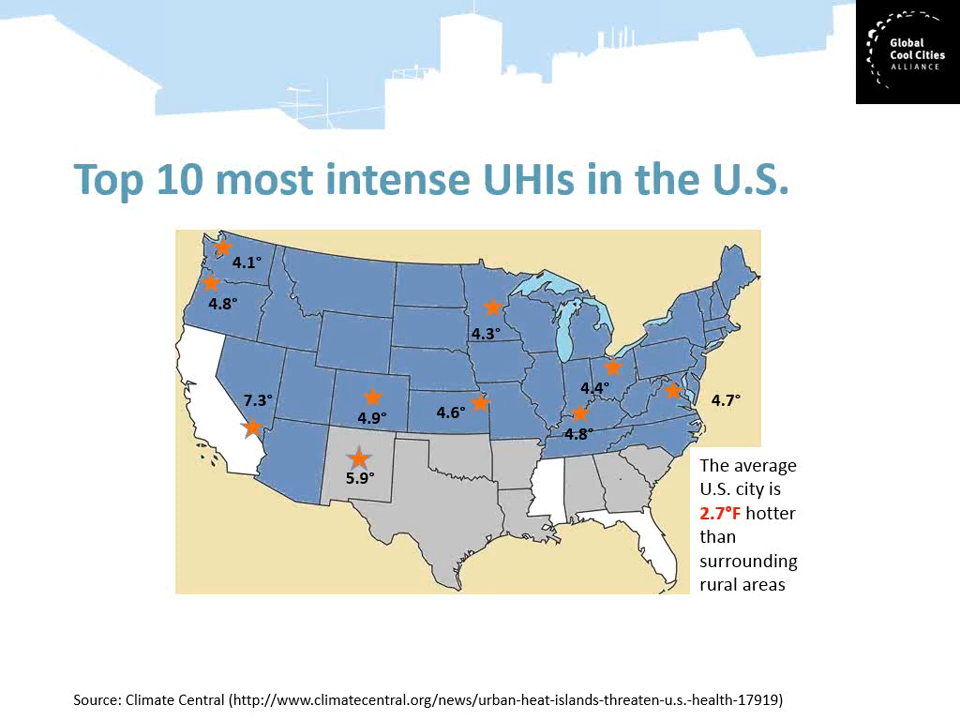 Global
Cool Cities
ALLIANCE
Top 10 most intense UHIs in the U.S.
4.1°
4.8°
4.3°
4.4°
7.3°
4.9°
4.6°
4.7°
4.8°
5.9°
The average
U.S. city is
2.7°F hotter
than
surrounding
rural areas
Source: Climate Central (http://www.climatecentral.org/news/urban-heat-islands-threaten-u.s.-health-17919)